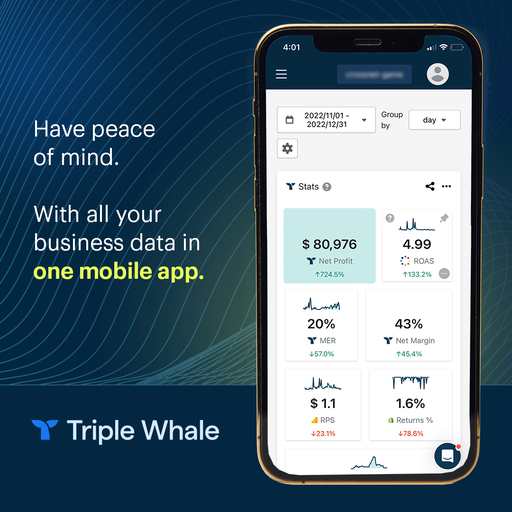 Have peace
of mind.
With all your
business data in
one mobile app.
Triple Whale
4:01
2022/11/01 -
2022/12/31
Group
by
day
Stats
$ 80,976
Net Profit
↑724.5%
4.99
ROAS
↑133.2%
20%
MER
↓57.0%
43%
Net Margin
↑45.4%
$ 1.1
RPS
↓23.1%
1.6%
Returns %
↓78.6%